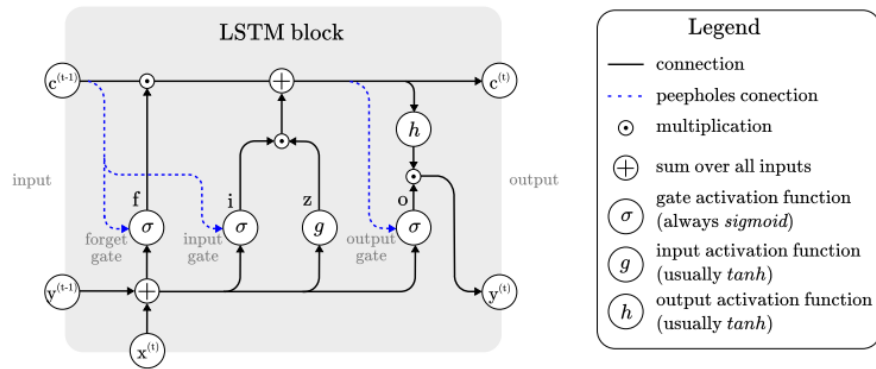 LSTM block
c(t-1)
c(t)
h
input
output
f
i
z
o
σ
σ
g
σ
forget
gate
input
gate
output
gate
y(t-1)
y(t)
x(t)
Legend
connection
peepholes conection
multiplication
sum over all inputs
σ
gate activation function
(always sigmoid)
g
input activation function
(usually tanh)
h
output activation function
(usually tanh)